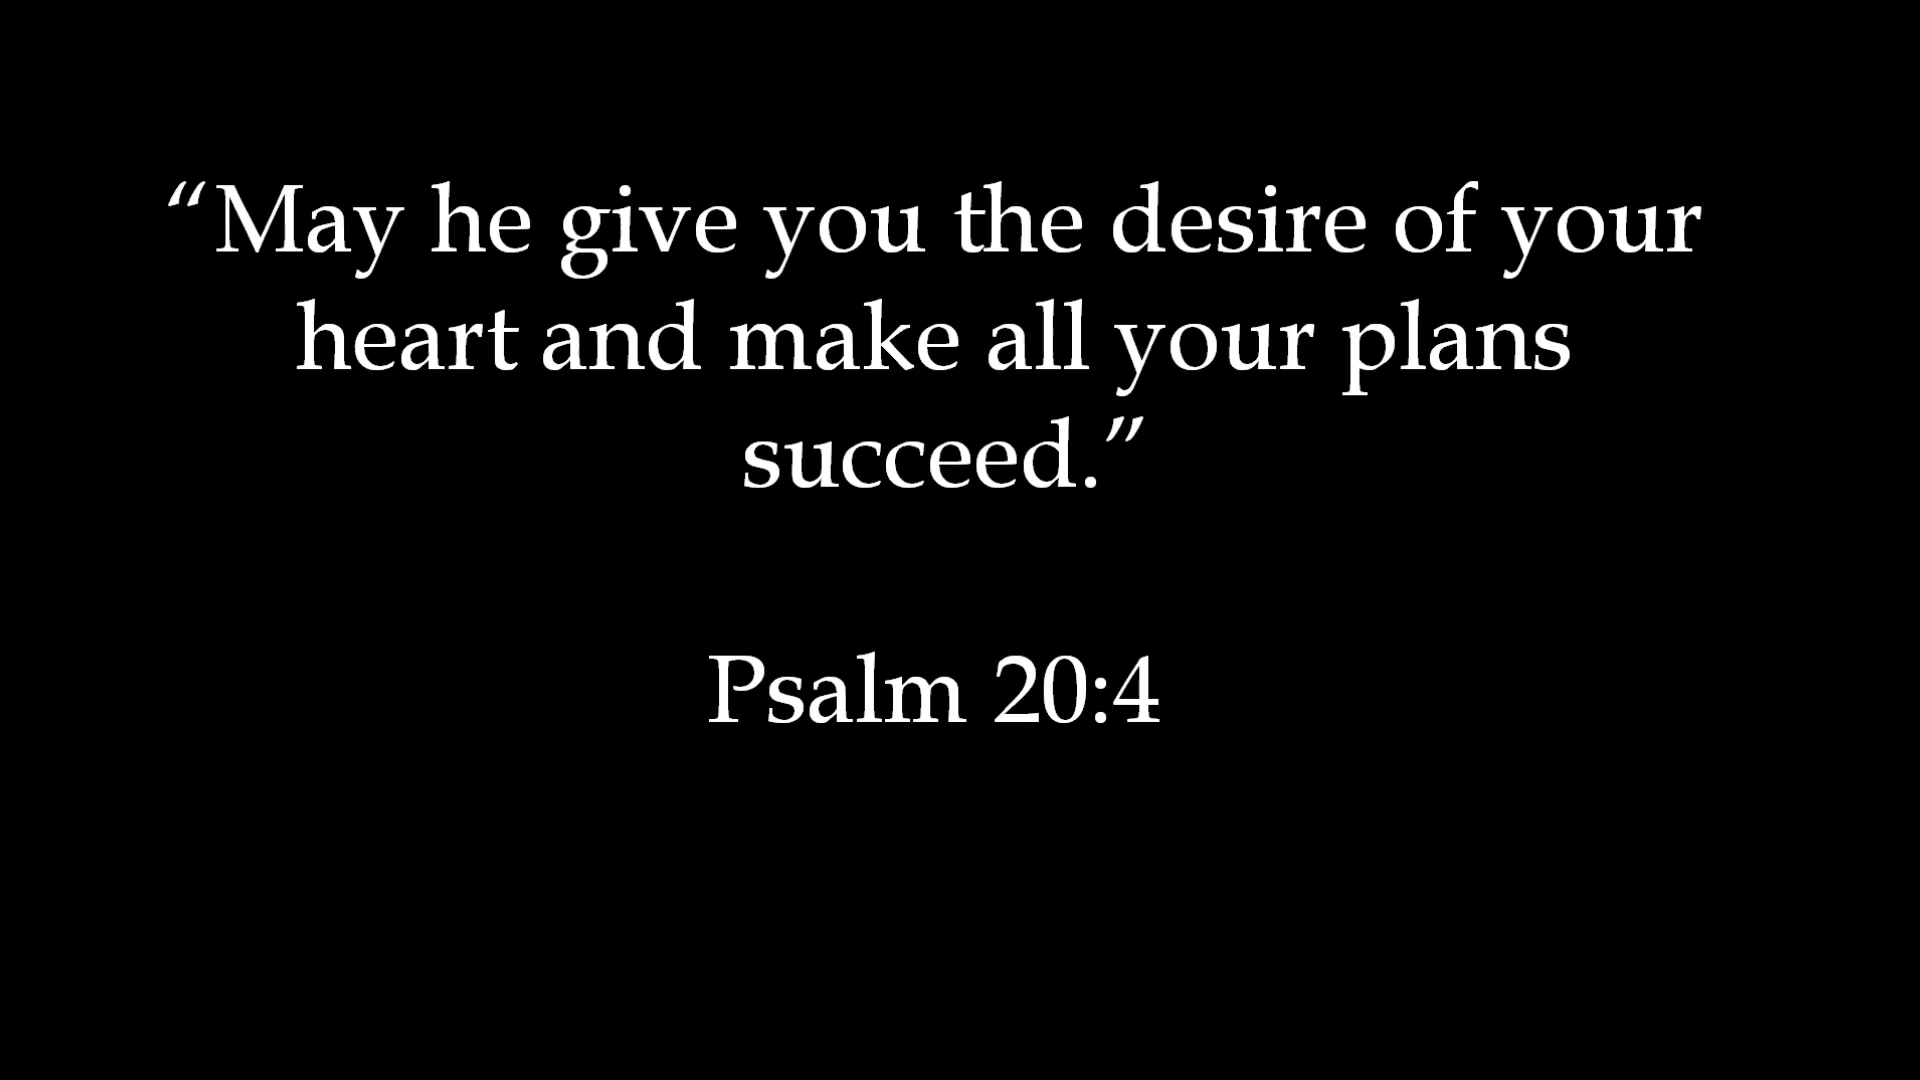 “May he give you the desire of your
heart and make all your plans
succeed.”
Psalm 20:4